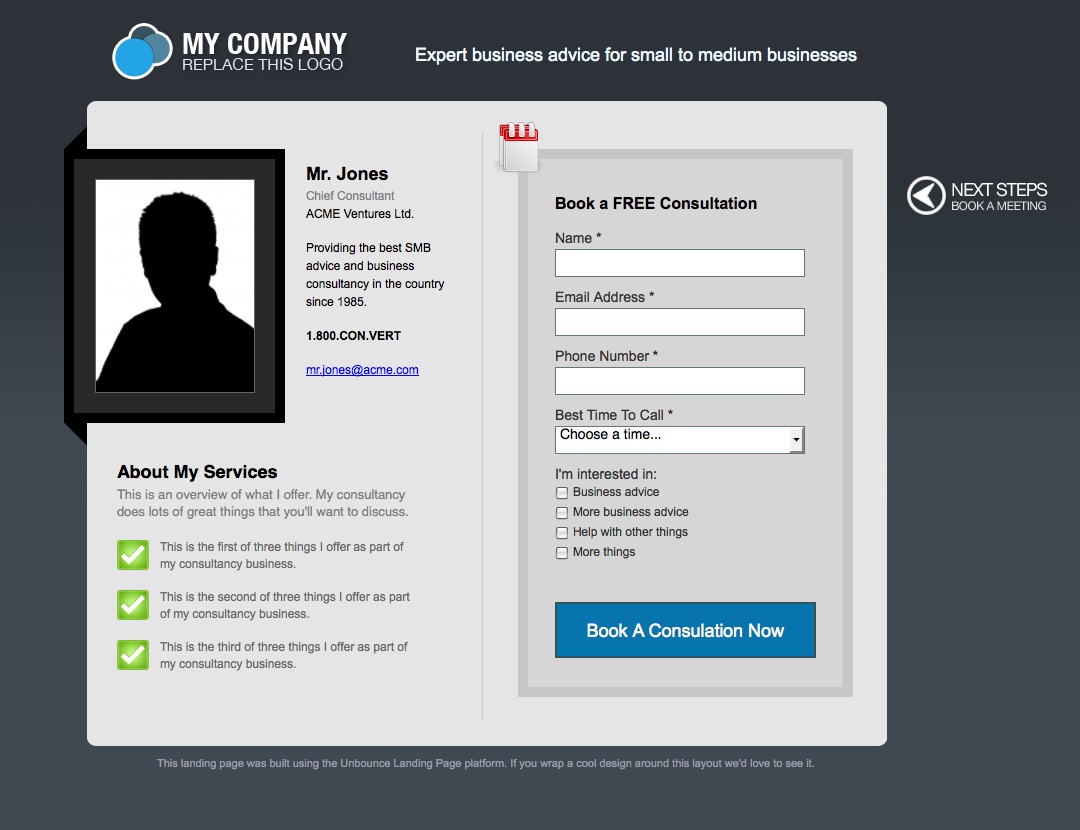 MY COMPANY
REPLACE THIS LOGO
Expert business advice for small to medium businesses
Mr. Jones
Chief Consultant
ACME Ventures Ltd.
Providing the best SMB
advice and business
consultancy in the country
since 1985.
1.800.CON.VERT
mr.jones@acme.com
About My Services
This is an overview of what I offer. My consultancy
does lots of great things that you'll want to discuss.
This is the first of three things I offer as part of
my consultancy business.
This is the second of three things I offer as part
of my consultancy business.
This is the third of three things I offer as part of
my consultancy business.
Book a FREE Consultation
Name *
Email Address *
Phone Number *
Best Time To Call *
Choose a time...
I'm interested in:
Business advice
More business advice
Help with other things
More things
Book A Consulation Now
NEXT STEPS
BOOK A MEETING
This landing page was built using the Unbounce Landing Page platform. If you wrap a cool design around this layout we'd love to see it.